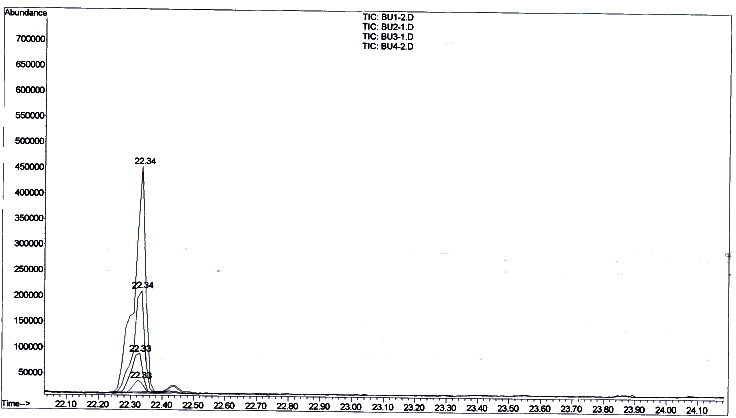 Abundance
TIC: BU1-2.D
TIC: BU2-1.D
TIC: BU3-1.D
TIC: BU4-2.D
700000
650000
600000
550000
500000
450000
400000
350000
300000
250000
200000
150000
100000
50000
22.34
22.34
22.33
22.33
Time-->
22.10 22.20 22.30 22.40 22.50 22.60 22.70 22.80 22.90 23.00 23.10 23.20 23.30 23.40 23.50 23.60 23.70 23.80 23.90 24.00 24.10